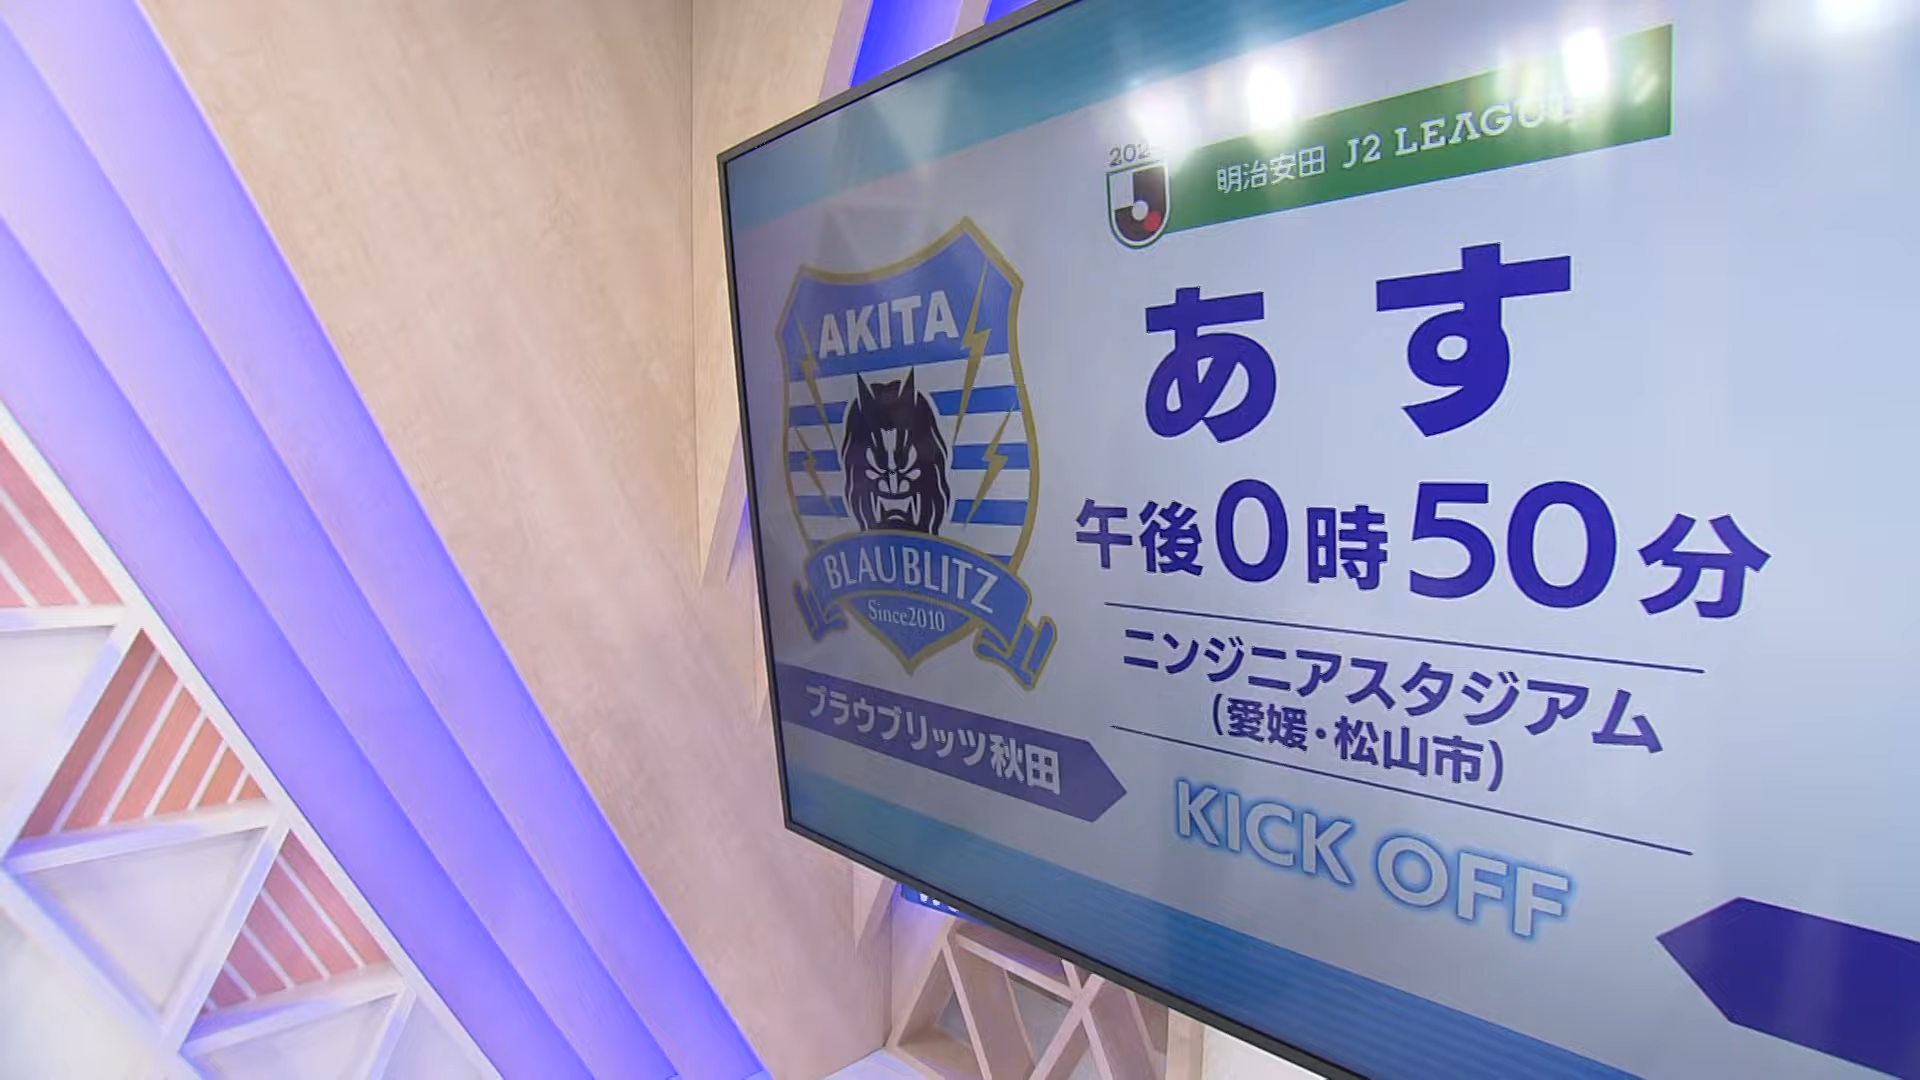 明治安田 J2 LEAGUE
AKITA
BLAUBLITZ
Since2010
ブラウブリッツ秋田
あす
午後0時50分
ニンジニアスタジアム
(愛媛・松山市)
KICK OFF